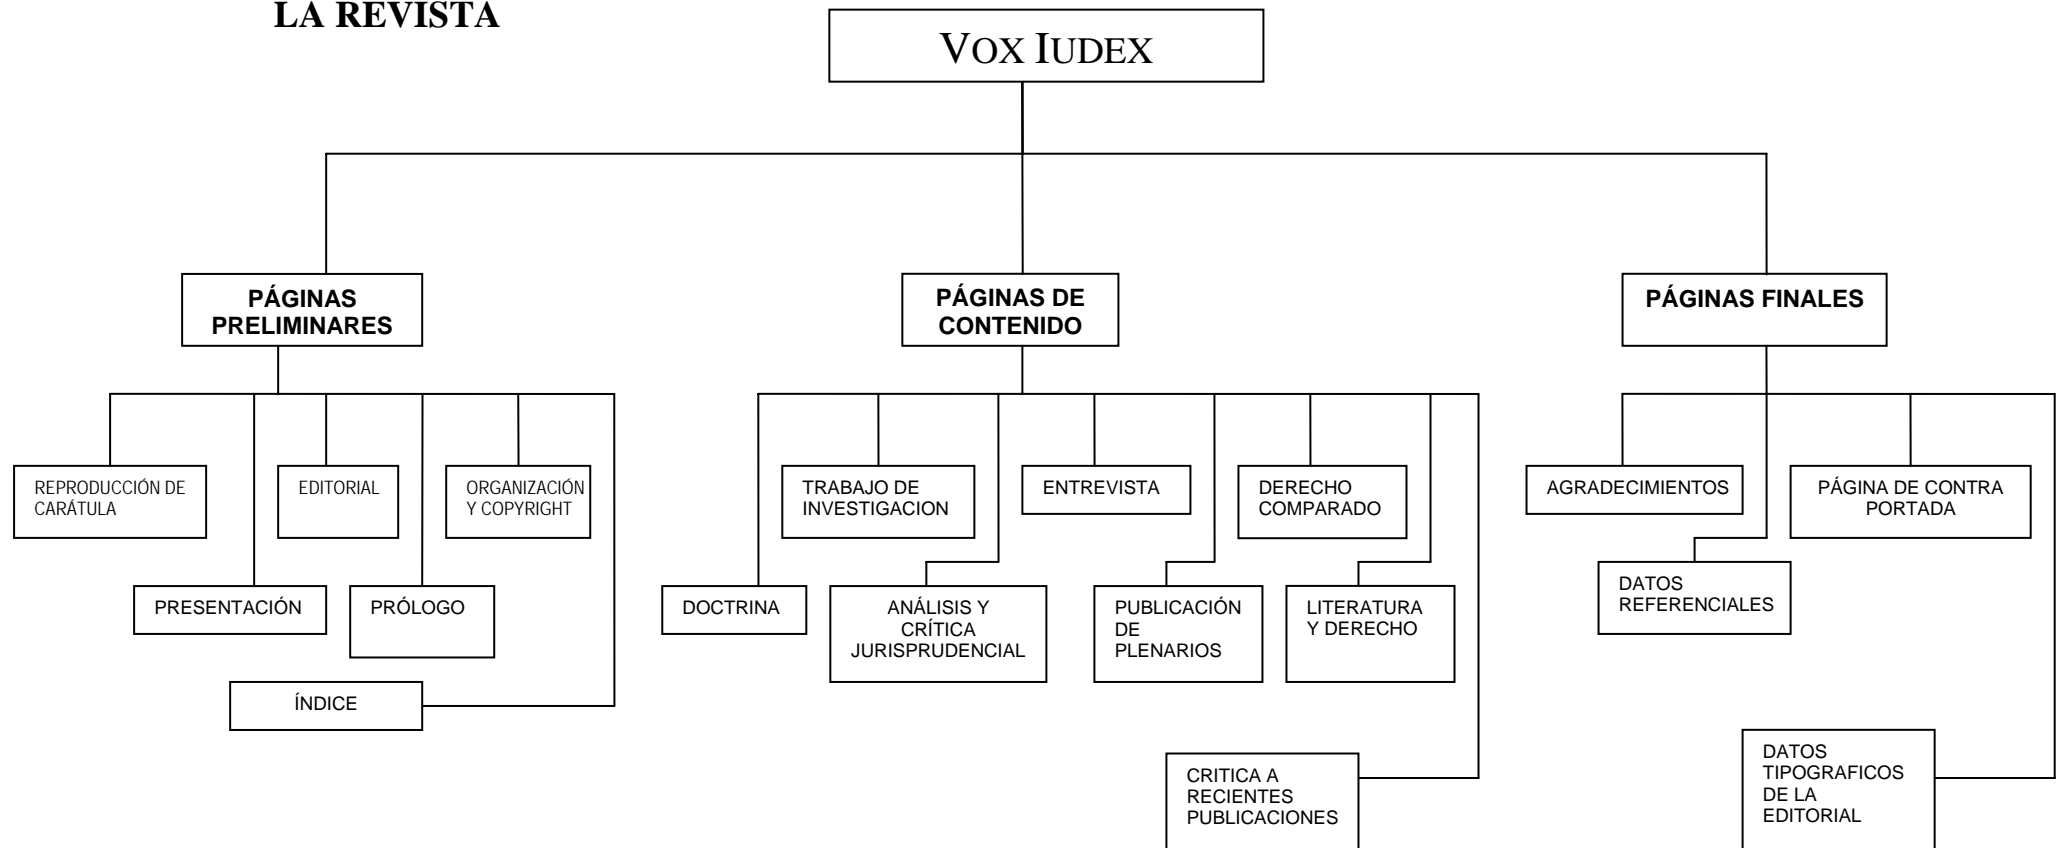 LA REVISTA
VOX IUDEX
PÁGINAS
PRELIMINARES
PÁGINAS DE
CONTENIDO
PÁGINAS FINALES
REPRODUCCIÓN DE
CARÁTULA
EDITORIAL
ORGANIZACIÓN
Y COPYRIGHT
PRESENTACIÓN
PRÓLOGO
ÍNDICE
TRABAJO DE
INVESTIGACION
ENTREVISTA
DERECHO
COMPARADO
DOCTRINA
ANÁLISIS Y
CRÍTICA
JURISPRUDENCIAL
PUBLICACIÓN
DE
PLENARIOS
LITERATURA
Y DERECHO
CRITICA A
RECIENTES
PUBLICACIONES
AGRADECIMIENTOS
PÁGINA DE CONTRA
PORTADA
DATOS
REFERENCIALES
DATOS
TIPOGRAFICOS
DE LA
EDITORIAL